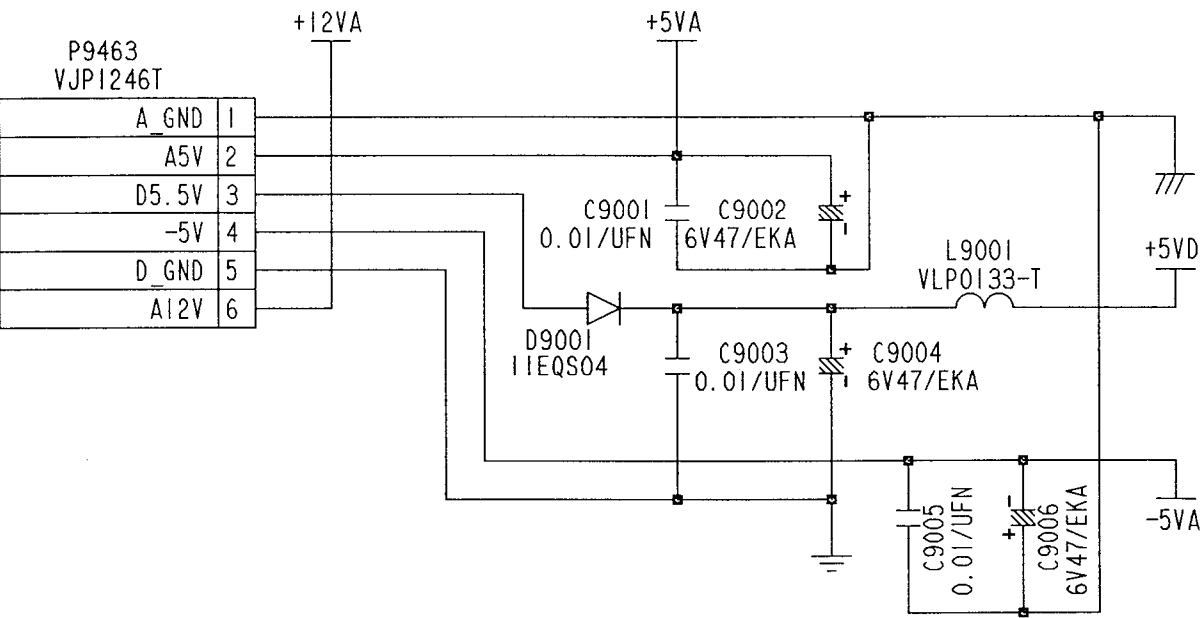 +12VA
+5VA
P9463
VJP1246T
A_GND 1
A5V 2
D5.5V 3
-5V 4
D_GND 5
A12V 6
C9001
0.01/UFN
C9002
6V47/EKA
+
-
L9001
VLP0133-T
+5VD
D9001
11EQS04
C9003
0.01/UFN
+
-
C9004
6V47/EKA
C9005
0.01/UFN
-
+
C9006
6V47/EKA
-5VA